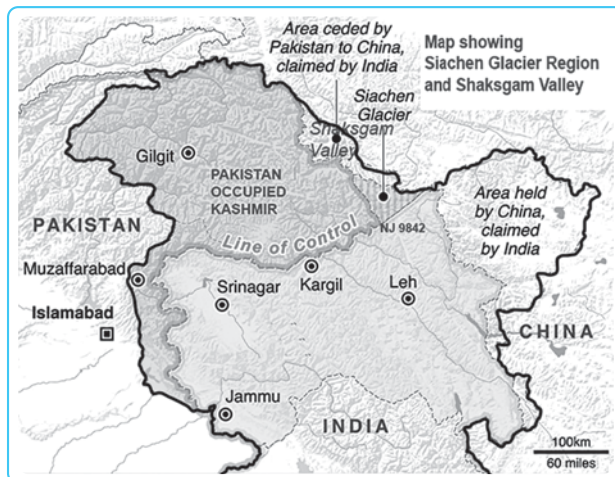 Area ceded by
Pakistan to China,
claimed by India
Map showing
Siachen Glacier Region
and Shaksgam Valley
Siachen
Glacier
Shaksgam
Valley
Gilgit
PAKISTAN
OCCUPIED
KASHMIR
Area held
by China,
claimed
by India
PAKISTAN
Line of Control
NJ 9842
Muzaffarabad
Srinagar
Kargil
Leh
Islamabad
CHINA
Jammu
INDIA
100km
60 miles